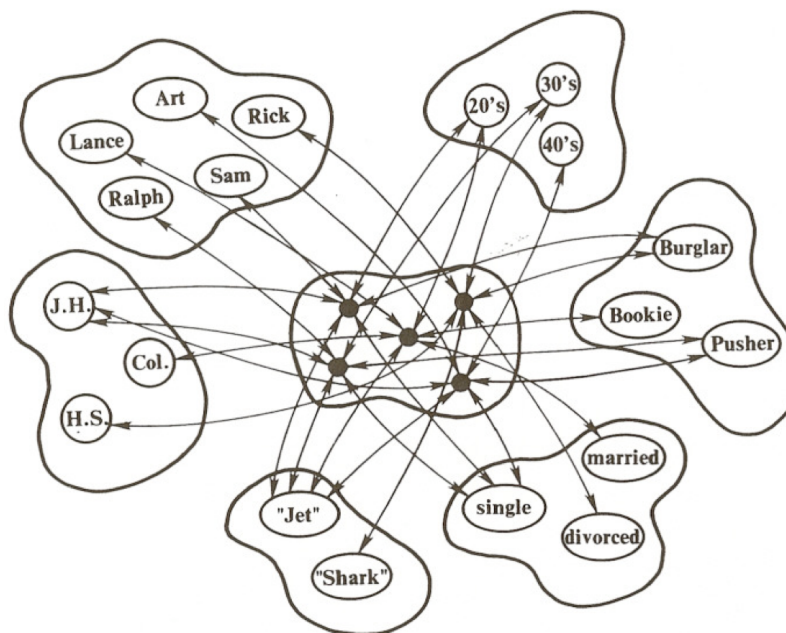 Art
Rick
Lance
Sam
Ralph
20's
30's
40's
Burglar
Bookie
Pusher
J.H.
Col.
H.S.
"Jet"
"Shark"
married
single
divorced